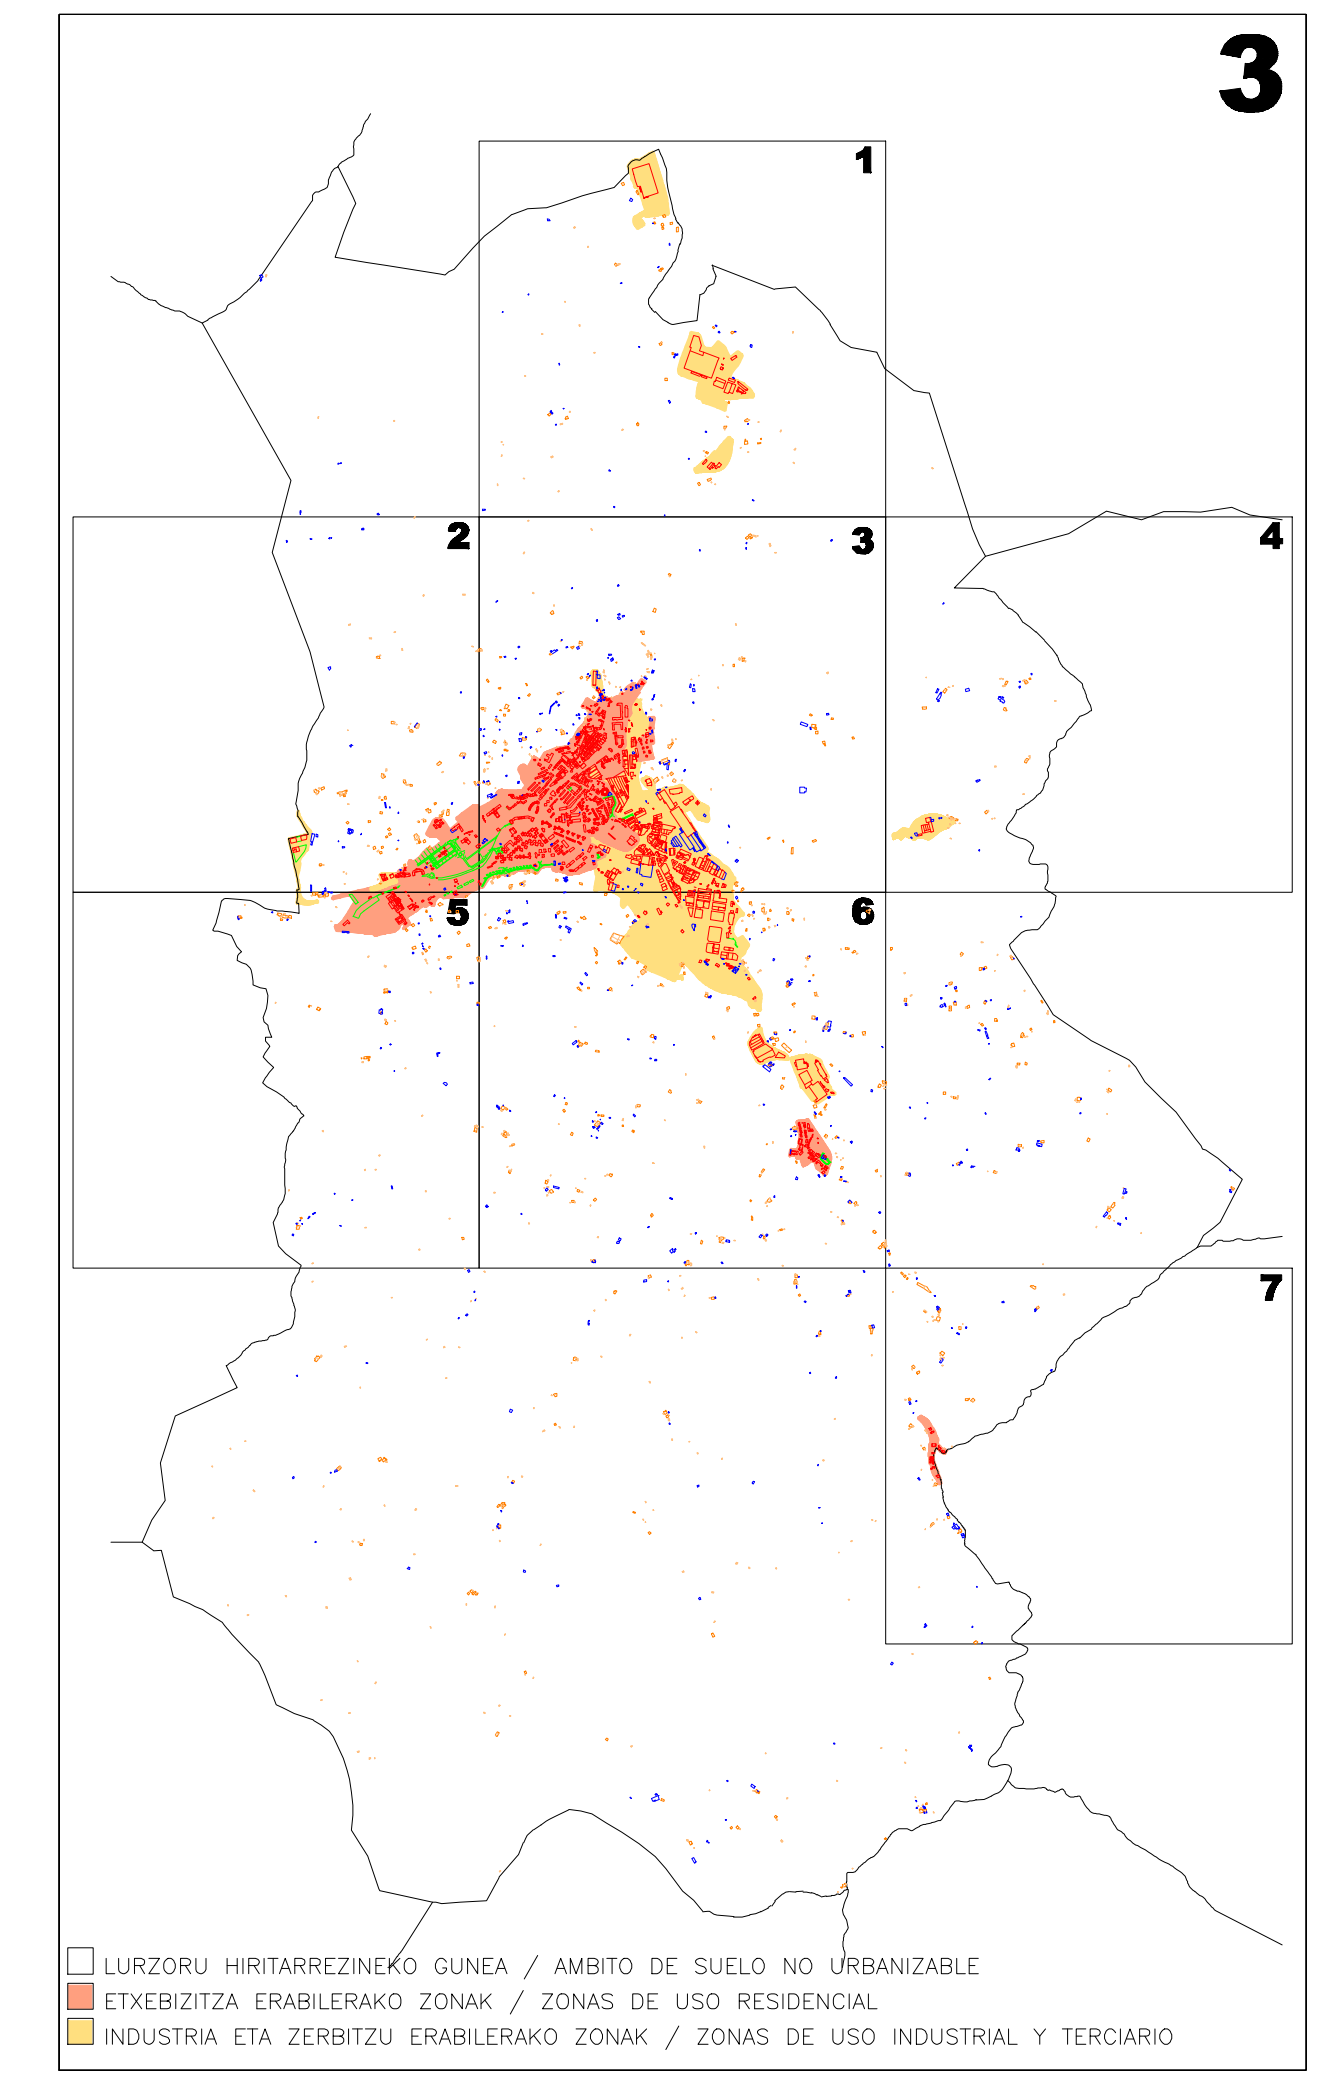 3
1
2
3
4
5
6
7
LURZORU HIRITARREZINEKO GUNEA / AMBITO DE SUELO NO URBANIZABLE
ETXEBIZITZA ERABILERAKO ZONAK / ZONAS DE USO RESIDENCIAL
INDUSTRIA ETA ZERBITZU ERABILERAKO ZONAK / ZONAS DE USO INDUSTRIAL Y TERCIARIO